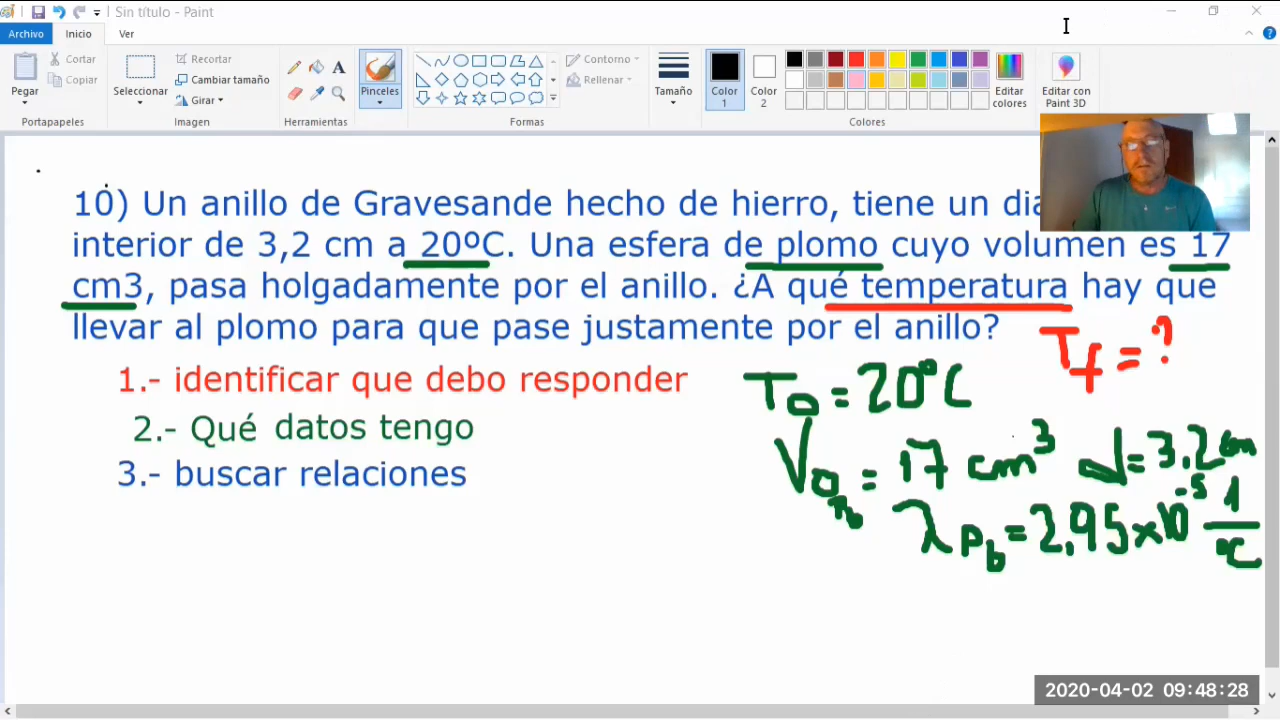 Sin título - Paint
Archivo Inicio Ver
Pegar
Cortar
Copiar
Portapapeles
Seleccionar
Recortar
Cambiar tamaño
Girar
Imagen
A
Herramientas
Pinceles
Contorno
Rellenar
Formas
Tamaño
Color 1
Color 2
Editar colores
Colores
Editar con Paint 3D
10) Un anillo de Gravesande hecho de hierro, tiene un
interior de 3,2 cm a 20ºC. Una esfera de plomo cuyo volumen es 17
cm3, pasa holgadamente por el anillo. ¿A qué temperatura hay que
llevar al plomo para que pase justamente por el anillo?
Tf = ?
1.- identificar que debo responder
T0 = 20°C
2.- Qué datos tengo
V0 Pb = 17 cm³ d = 3,2 cm
3.- buscar relaciones
λ Pb = 2,95 x 10⁻⁵ 1/°C
2020-04-02 09:48:28